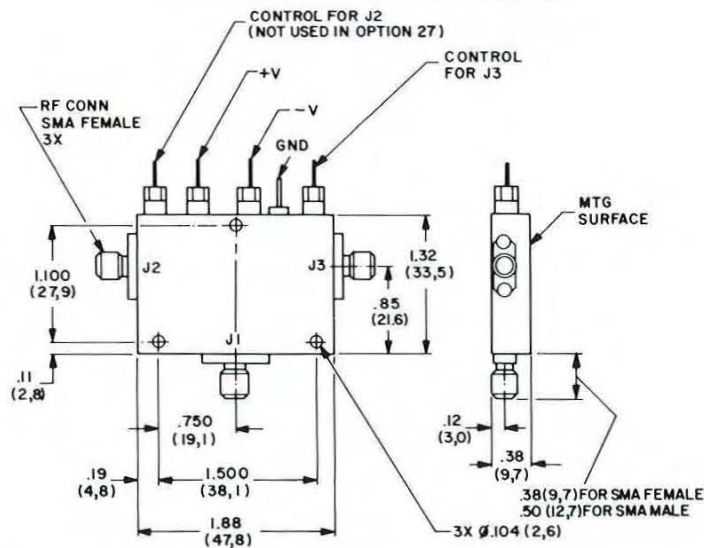 CONTROL FOR J2
(NOT USED IN OPTION 27)
+V
CONTROL
FOR J3
RF CONN
SMA FEMALE
3X
–V
GND
MTG
SURFACE
J2
J3
1.100
(27,9)
1.32
(33,5)
.85
(21.6)
J1
.11
(2,8)
.750
(19,1)
.12
(3,0)
.19
(4,8)
1.500
(38,1)
.38
(9,7)
.38(9,7)FOR SMA FEMALE
.50 (12,7)FOR SMA MALE
1.88
(47,8)
3X Ø.104 (2,6)